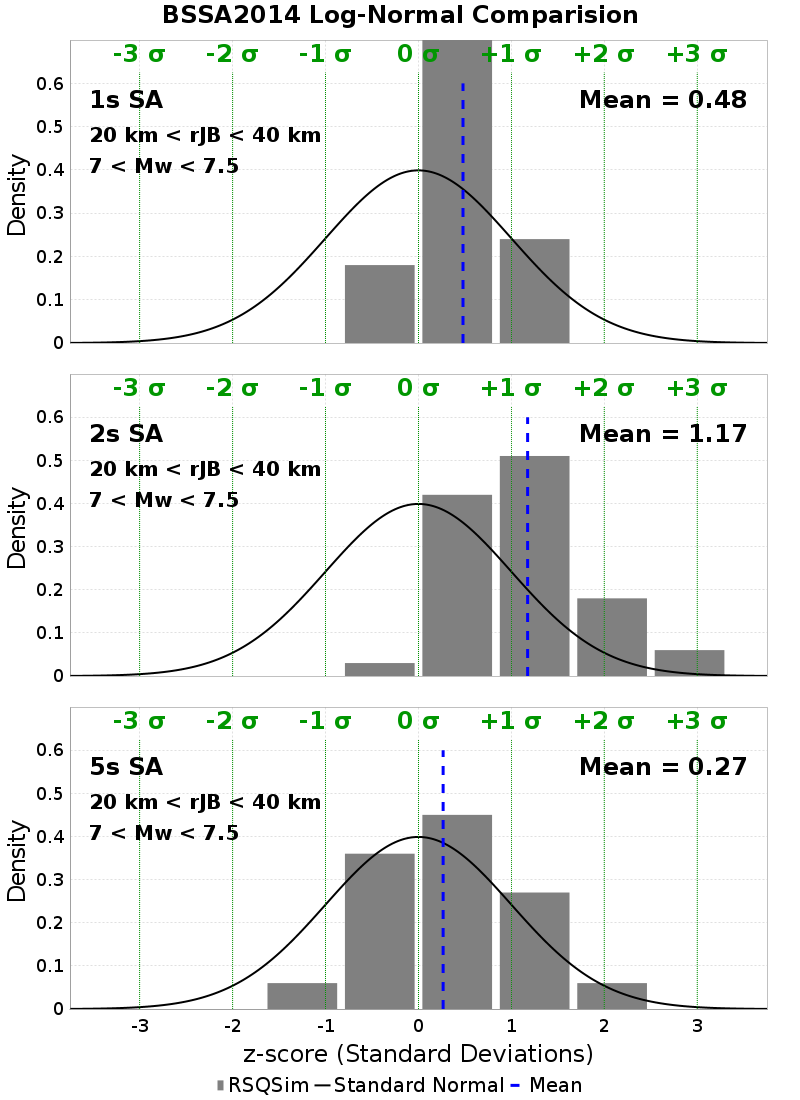 BSSA2014 Log-Normal Comparision
-3 σ -2 σ -1 σ 0 σ +1 σ +2 σ +3 σ
1s SA Mean = 0.48
20 km < rJB < 40 km
7 < Mw < 7.5
0.6
0.5
0.4
0.3
0.2
0.1
0
Density
-3 σ -2 σ -1 σ 0 σ +1 σ +2 σ +3 σ
2s SA Mean = 1.17
20 km < rJB < 40 km
7 < Mw < 7.5
0.6
0.5
0.4
0.3
0.2
0.1
0
Density
-3 σ -2 σ -1 σ 0 σ +1 σ +2 σ +3 σ
5s SA Mean = 0.27
20 km < rJB < 40 km
7 < Mw < 7.5
0.6
0.5
0.4
0.3
0.2
0.1
0
Density
-3 -2 -1 0 1 2 3
z-score (Standard Deviations)
RSQSim Standard Normal Mean